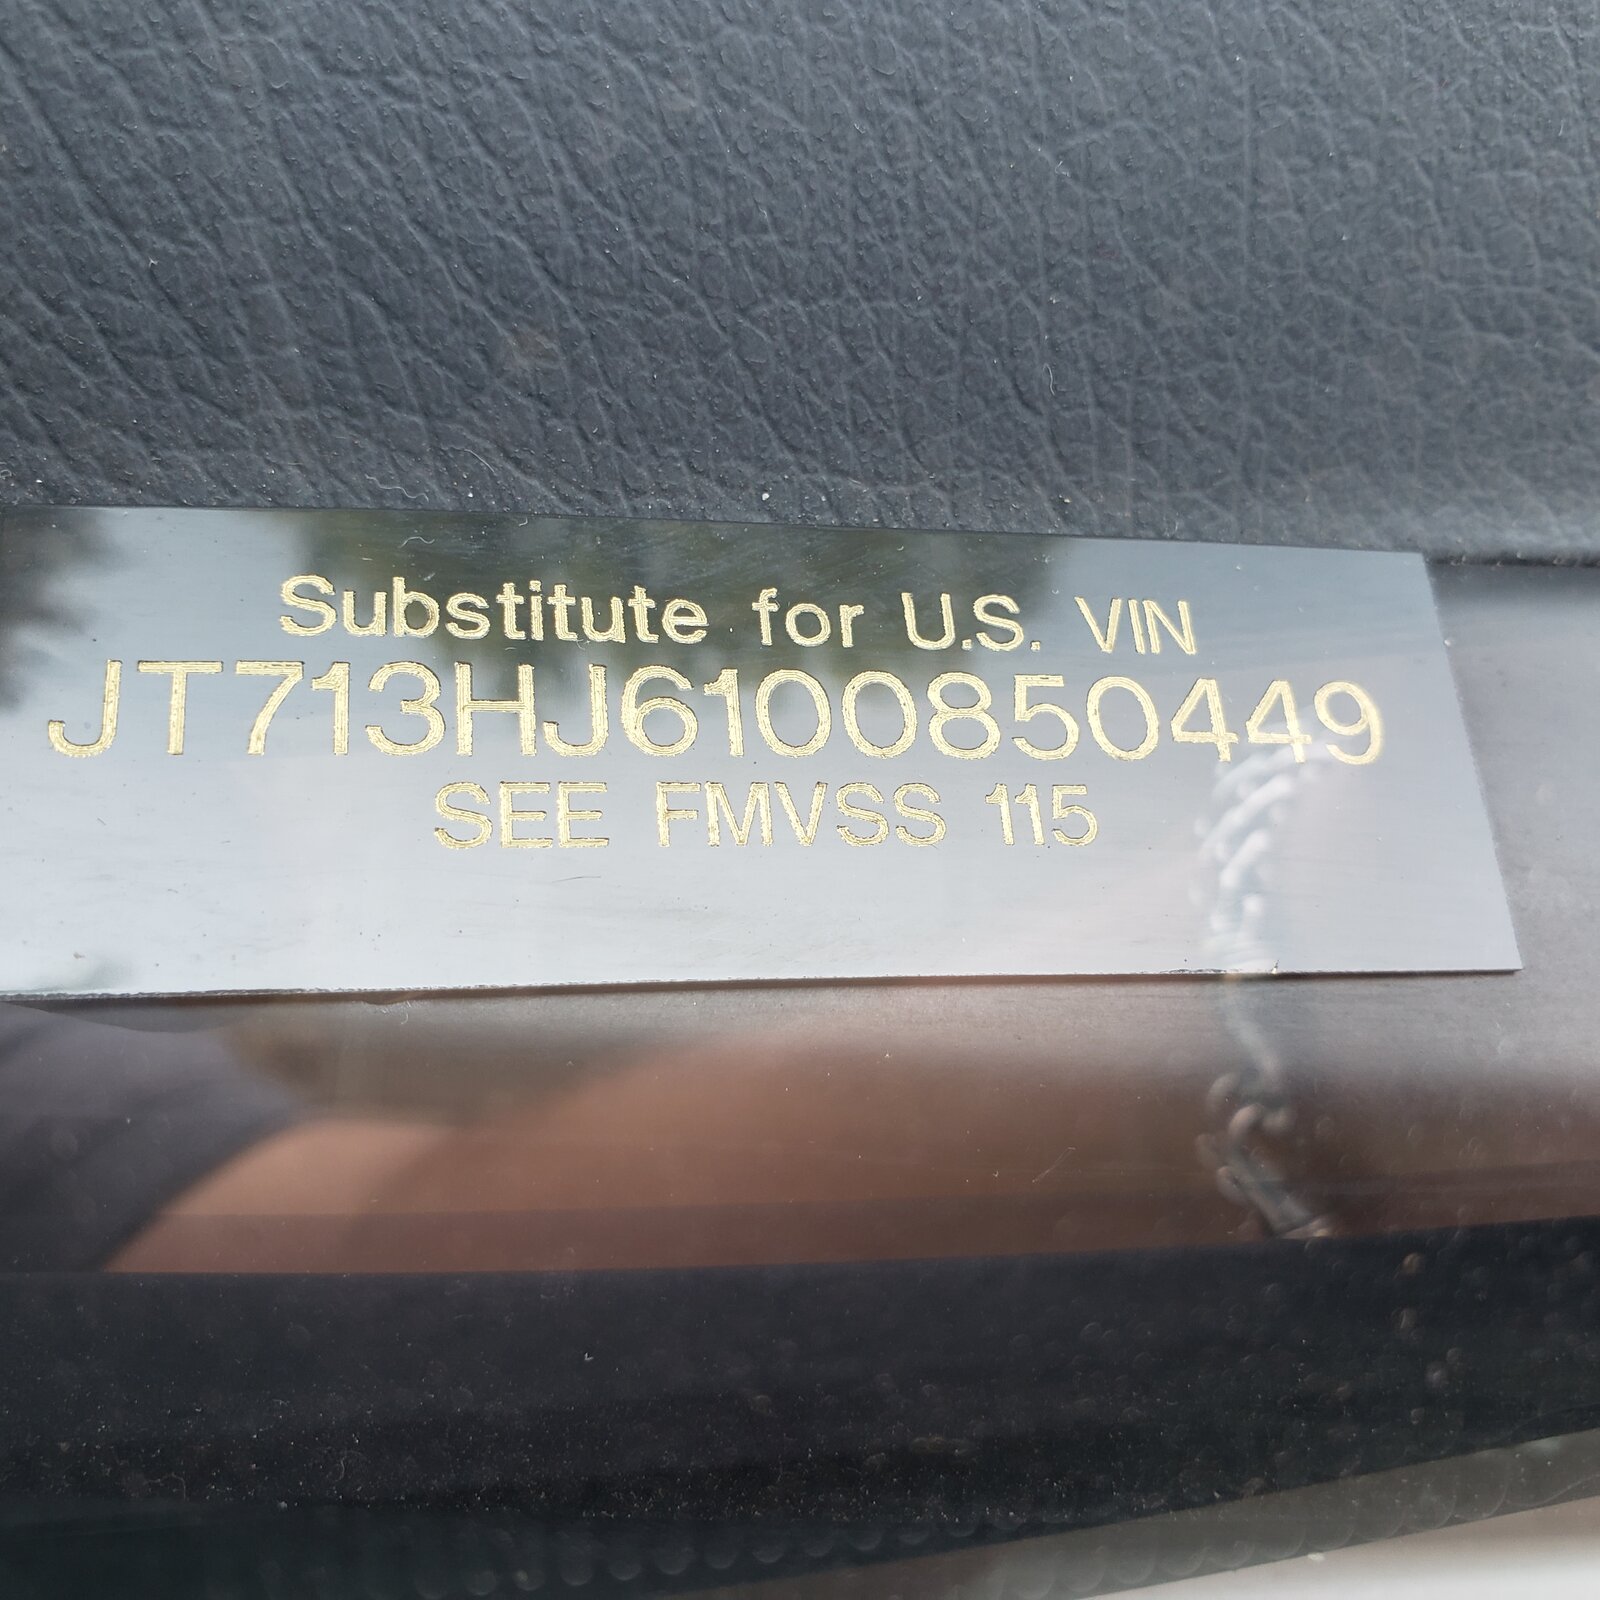 Substitute for U.S. VIN
JT713HJ6100850449
SEE FMVSS 115